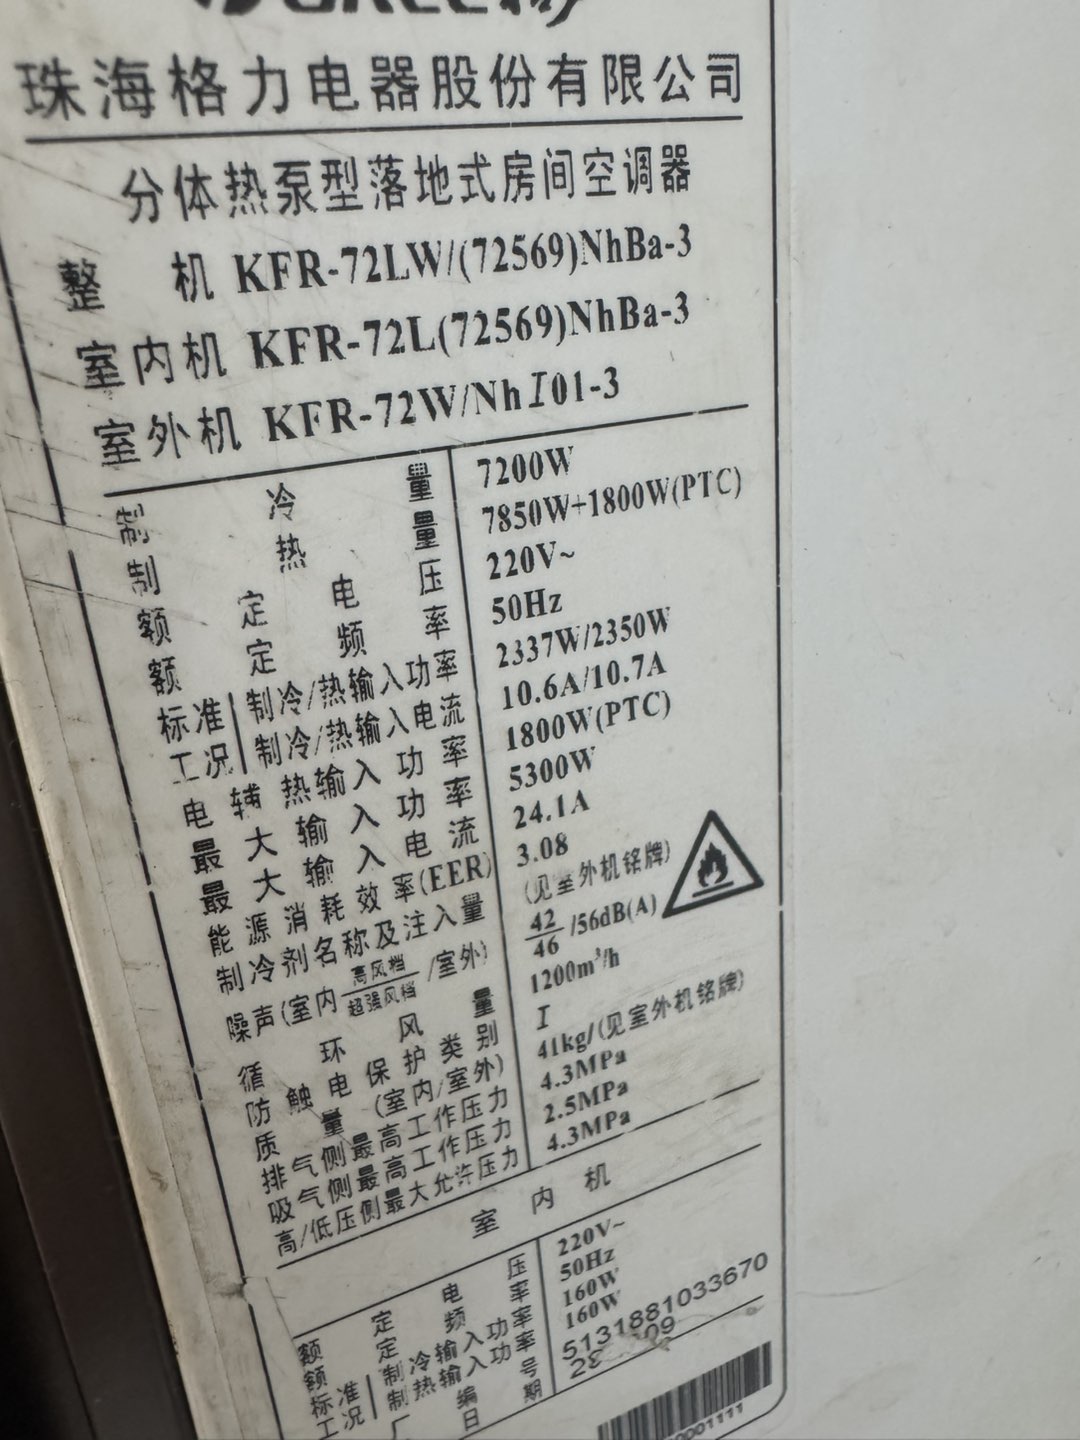 珠海格力电器股份有限公司
分体热泵型落地式房间空调器
整 机 KFR-72LW/(72569)NhBa-3
室内机 KFR-72L(72569)NhBa-3
室外机 KFR-72W/NhI01-3
制 冷 量 7200W
制 热 量 7850W+1800W(PTC)
额 定 电 压 220V~
额 定 频 率 50Hz
标准工况 制冷/热输入功率 2337W/2350W
制冷/热输入电流 10.6A/10.7A
电 辅 热 输 入 功 率 1800W(PTC)
最 大 输 入 功 率 5300W
最 大 输 入 电 流 24.1A
能 源 消 耗 效 率(EER) 3.08
制冷剂名称及注入量 (见室外机铭牌)
噪声(室内 高风档/超强风档 /室外) 42/46 /56dB(A)
循 环 风 量 1200m³/h
防 触 电 保 护 类 别 I
质 量 (室内/室外) 41kg/(见室外机铭牌)
排气侧最高工作压力 4.3MPa
吸气侧最高工作压力 2.5MPa
高/低压侧最大允许压力 4.3MPa
室 内 机
额 定 电 压 220V~
额 定 频 率 50Hz
标准工况 制冷输入功率 160W
制热输入功率 160W
编 号 5131881033670
日 期